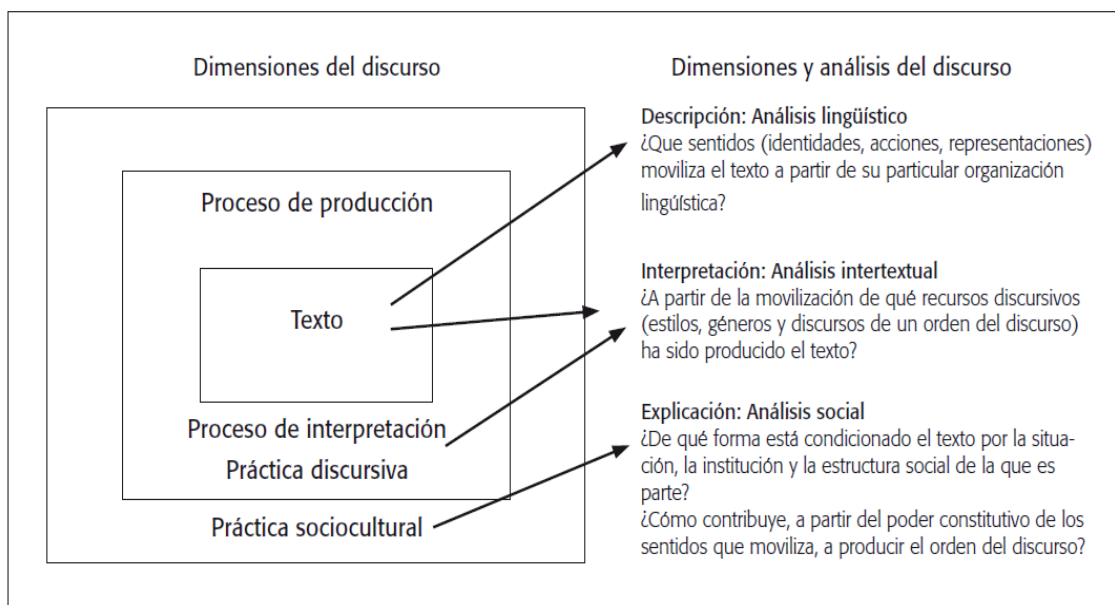 Dimensiones del discurso
Proceso de producción
Texto
Proceso de interpretación
Práctica discursiva
Práctica sociocultural
Dimensiones y análisis del discurso
Descripción: Análisis lingüístico
¿Que sentidos (identidades, acciones, representaciones)
moviliza el texto a partir de su particular organización
lingúística?
Interpretación: Análisis intertextual
¿A partir de la movilización de qué recursos discursivos
(estilos, géneros y discursos de un orden del discurso)
ha sido producido el texto?
Explicación: Análisis social
¿De qué forma está condicionado el texto por la situa-
ción, la institución y la estructura social de la que es
parte?
¿Cómo contribuye, a partir del poder constitutivo de los
sentidos que moviliza, a producir el orden del discurso?